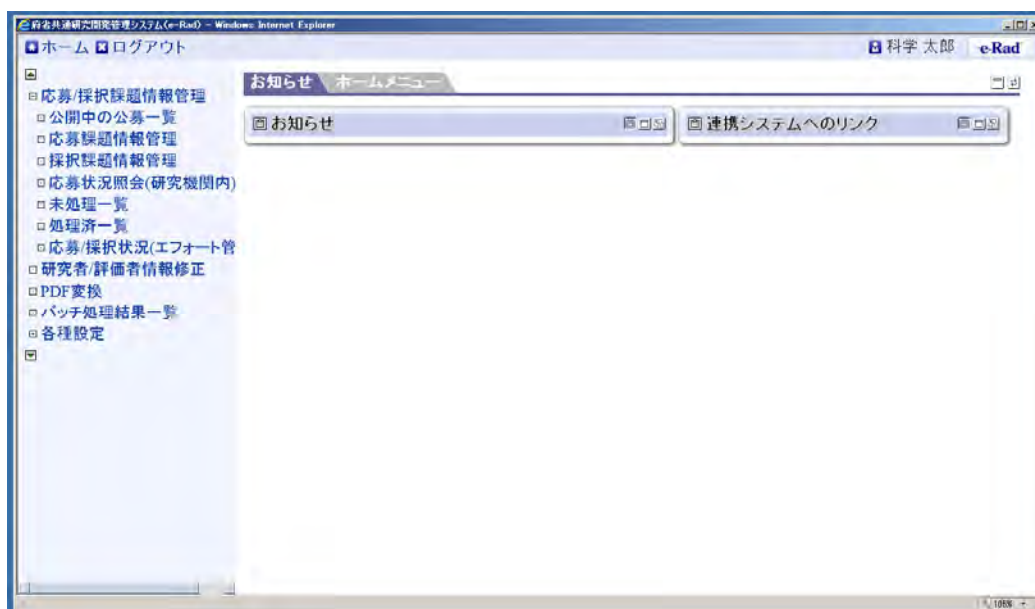 府省共通研究開発管理システム(e-Rad) - Windows Internet Explorer
ホーム ログアウト
科学 太郎 e-Rad
応募/採択課題情報管理
公開中の公募一覧
応募課題情報管理
採択課題情報管理
応募状況照会(研究機関内)
未処理一覧
処理済一覧
応募/採択状況(エフォート管
研究者/評価者情報修正
PDF変換
バッチ処理結果一覧
各種設定
お知らせ ホームメニュー
お知らせ
連携システムへのリンク
105%